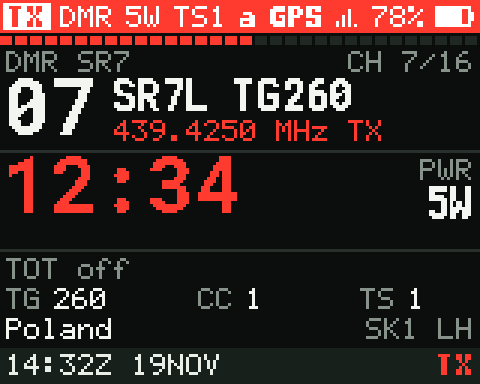 TX DMR 5W TS1 a GPS 78%
DMR SR7 CH 7/16
07 SR7L TG260
439.4250 MHz TX
12:34 PWR
5W
TOT off
TG 260 CC 1 TS 1
Poland SK1 LH
14:32Z 19NOV TX